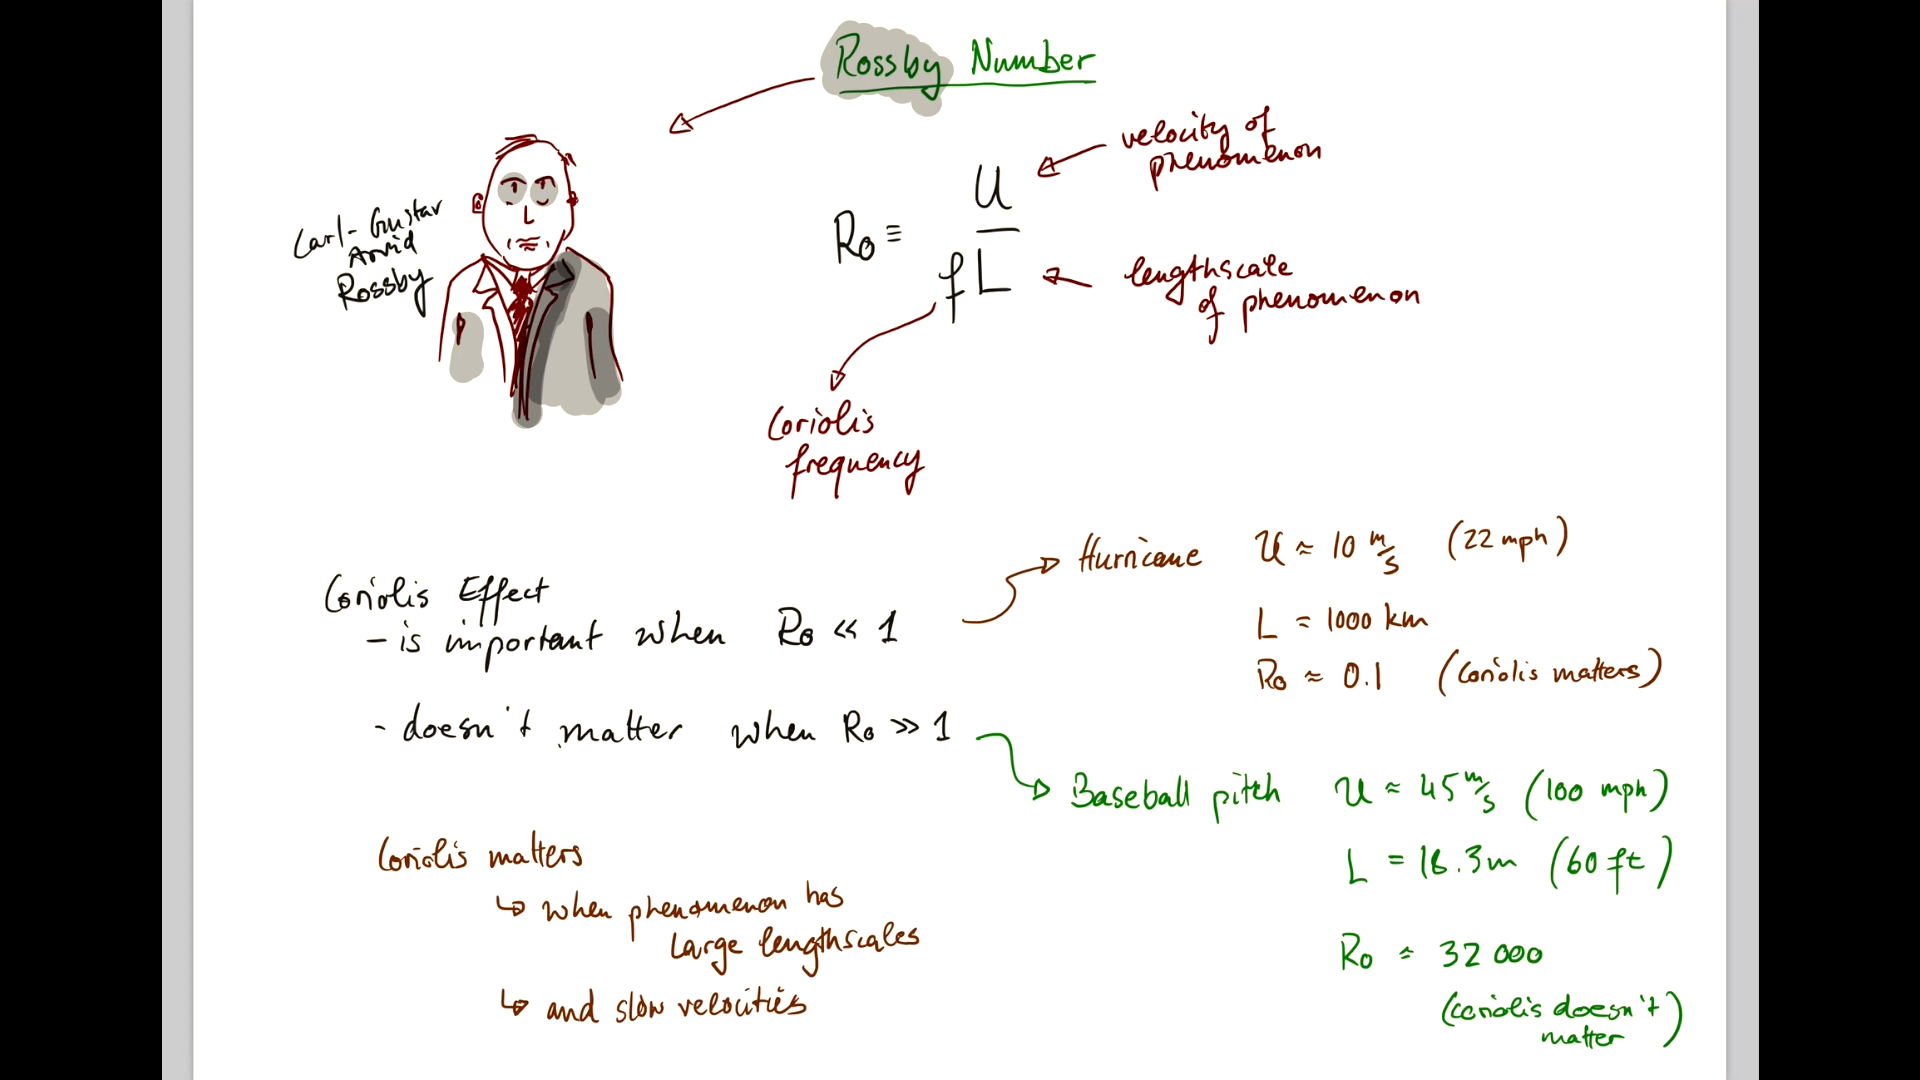 Rossby Number
Carl-Gustav
Arvid
Rossby
Ro ≡ U / f L
velocity of
phenomenon
lengthscale
of phenomenon
Coriolis
frequency
Coriolis Effect
- is important when Ro << 1
- doesn't matter when Ro >> 1
Hurricane U ≈ 10 m/s (22 mph)
L = 1000 km
Ro ≈ 0.1 (Coriolis matters)
Baseball pitch U ≈ 45 m/s (100 mph)
L = 18.3m (60 ft)
Ro ≈ 32 000
(coriolis doesn't
matter)
Coriolis matters
↳ when phenomenon has
Large lengthscales
↳ and slow velocities